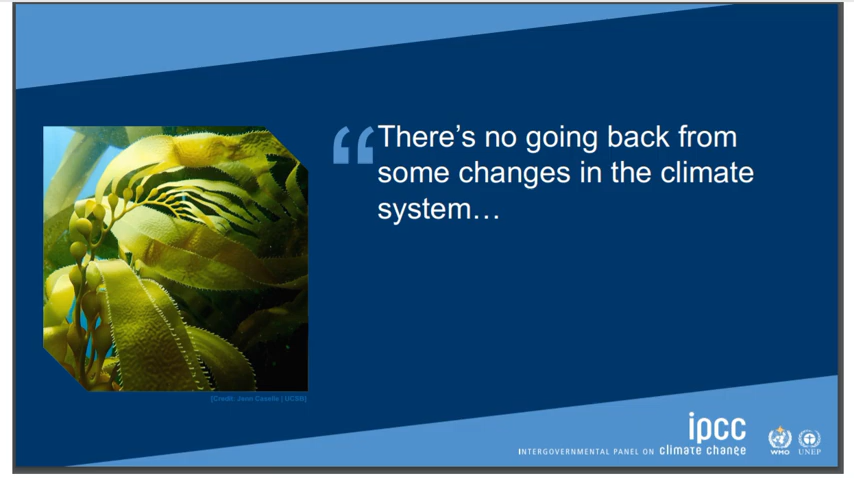 “There’s no going back from
some changes in the climate
system…
[Credit: Jenn Caselle | UCSB]
ipcc
INTERGOVERNMENTAL PANEL ON climate change
WMO
UNEP